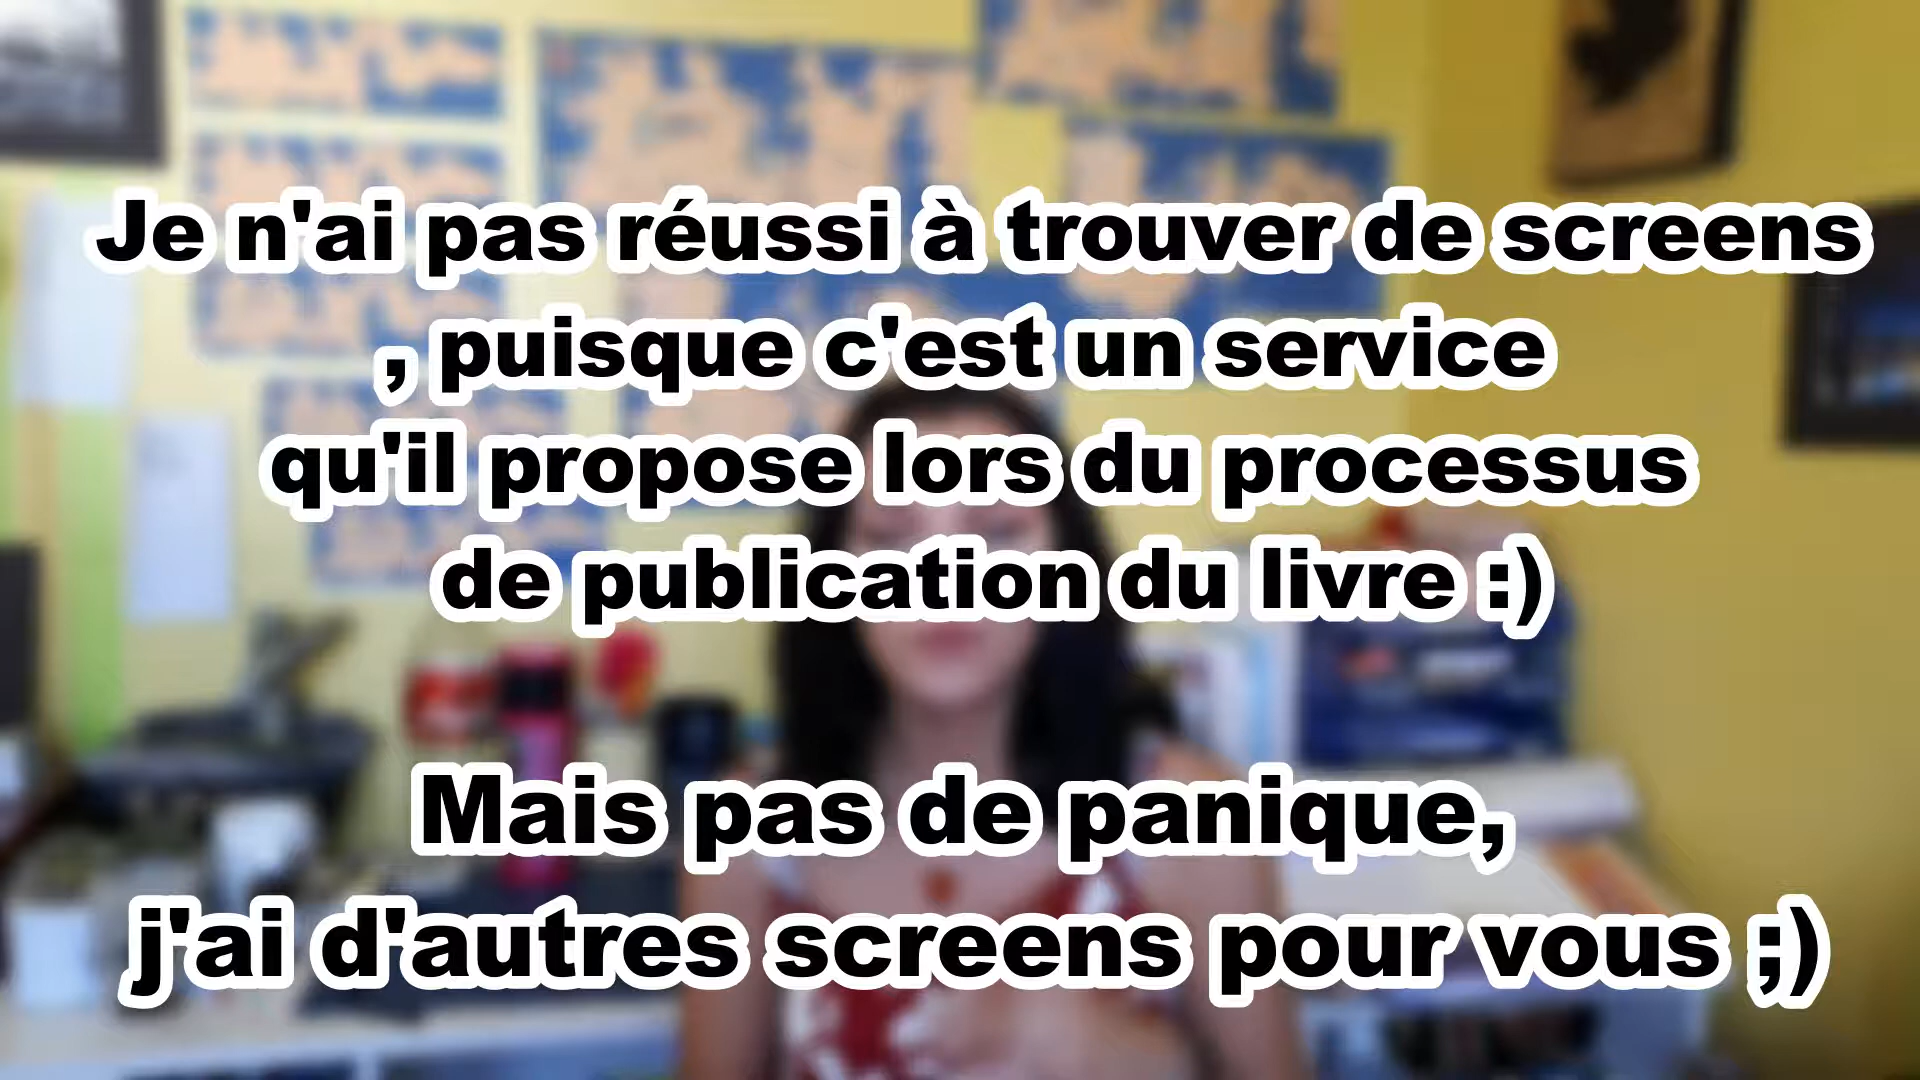 Je n'ai pas réussi à trouver de screens
, puisque c'est un service
qu'il propose lors du processus
de publication du livre :)
Mais pas de panique,
j'ai d'autres screens pour vous ;)